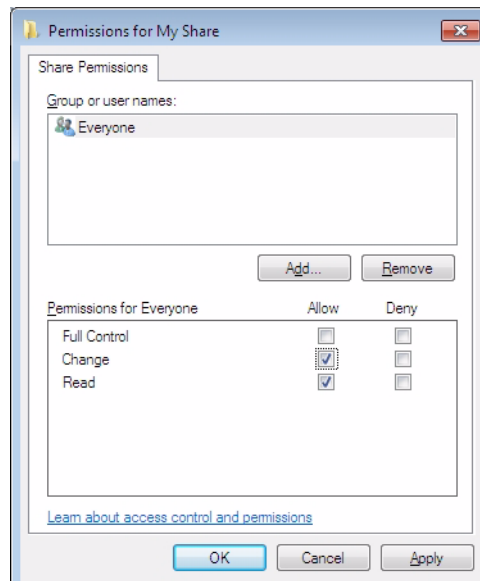 Permissions for My Share
Share Permissions
Group or user names:
Everyone
Add... Remove
Permissions for Everyone Allow Deny
Full Control
Change
Read
Learn about access control and permissions
OK Cancel Apply